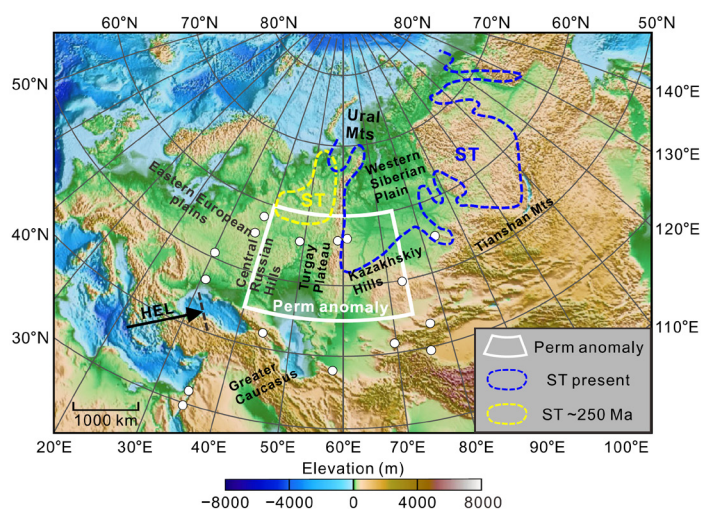 60°N 70°N 80°N 80°N 70°N 60°N 50°N
50°N
40°N
30°N
140°E
130°E
120°E
110°E
Ural
Mts
Western
Siberian
Plain
ST
ST
Eastern European
plains
Central
Russian
Hills
Turgay
Plateau
Kazakhskiy
Hills
Tianshan Mts
HEL
Perm anomaly
Greater
Caucasus
1000 km
Perm anomaly
ST present
ST ~250 Ma
20°E 30°E 40°E 50°E 60°E 70°E 80°E 90°E 100°E
Elevation (m)
−8000 −4000 0 4000 8000